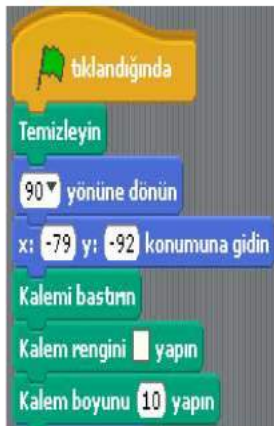 tıklandığında
Temizleyin
90 yönüne dönün
x: -79 y: -92 konumuna gidin
Kalemi bastırın
Kalem rengini yapın
Kalem boyunu 10 yapın